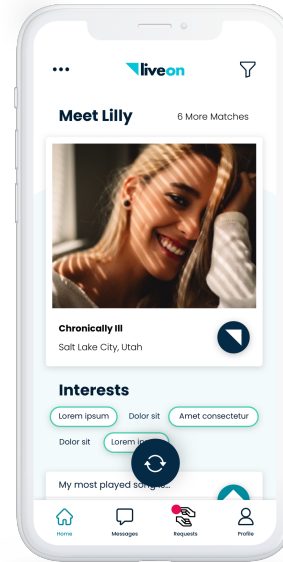 liveon
Meet Lilly
6 More Matches
Chronically Ill
Salt Lake City, Utah
Interests
Lorem ipsum
Dolor sit
Amet consectetur
Dolor sit
Lorem
My most played
Home
Messages
Requests
Profile